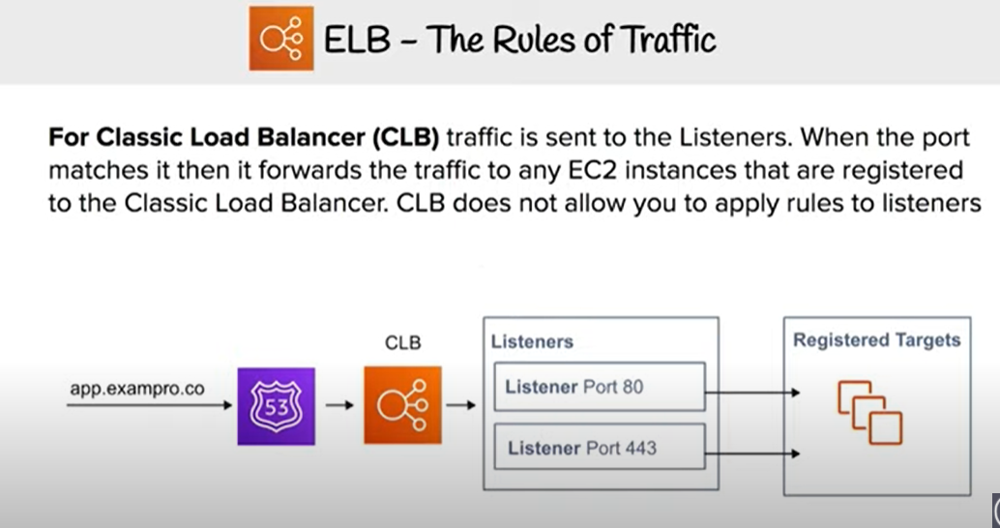 ELB – The Rules of Traffic
For Classic Load Balancer (CLB) traffic is sent to the Listeners. When the port
matches it then it forwards the traffic to any EC2 instances that are registered
to the Classic Load Balancer. CLB does not allow you to apply rules to listeners
app.exampro.co
53
CLB
Listeners
Listener Port 80
Listener Port 443
Registered Targets